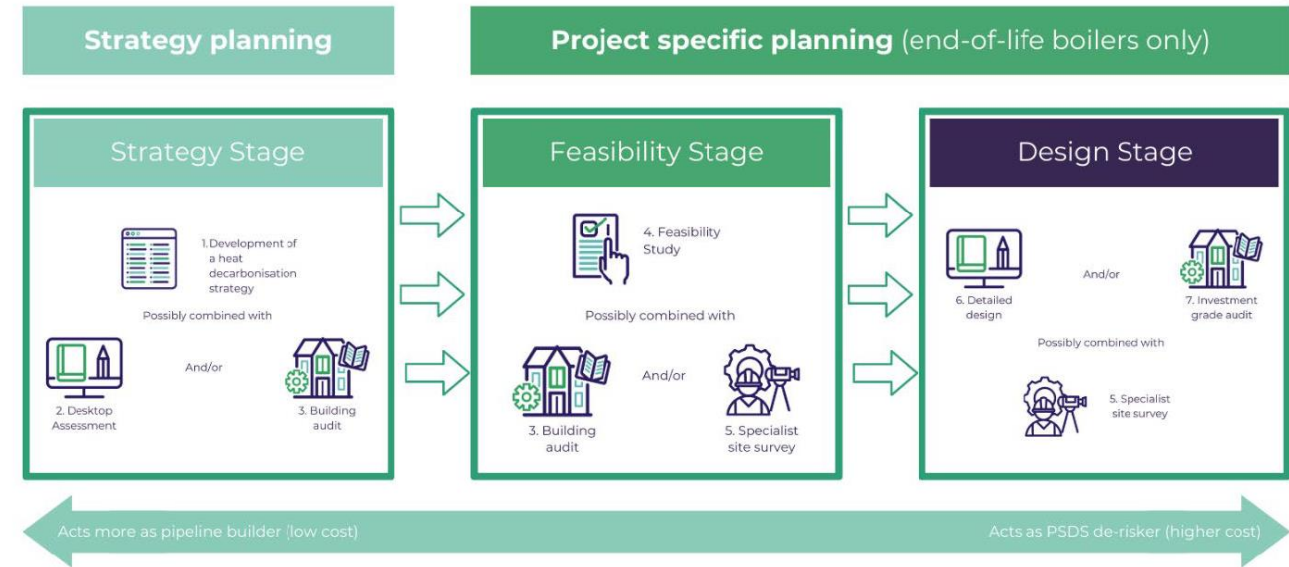 Strategy planning
Project specific planning (end-of-life boilers only)
Strategy Stage
1.Development of
a heat
decarbonisation
strategy
Possibly combined with
2. Desktop
Assessment
And/or
3. Building
audit
Feasibility Stage
4. Feasibility
Study
Possibly combined with
3. Building
audit
And/or
5. Specialist
site survey
Design Stage
6. Detailed
design
And/or
7. Investment
grade audit
Possibly combined with
5. Specialist
site survey
Acts more as pipeline builder (low cost)
Acts as PSDS de-risker (higher cost)